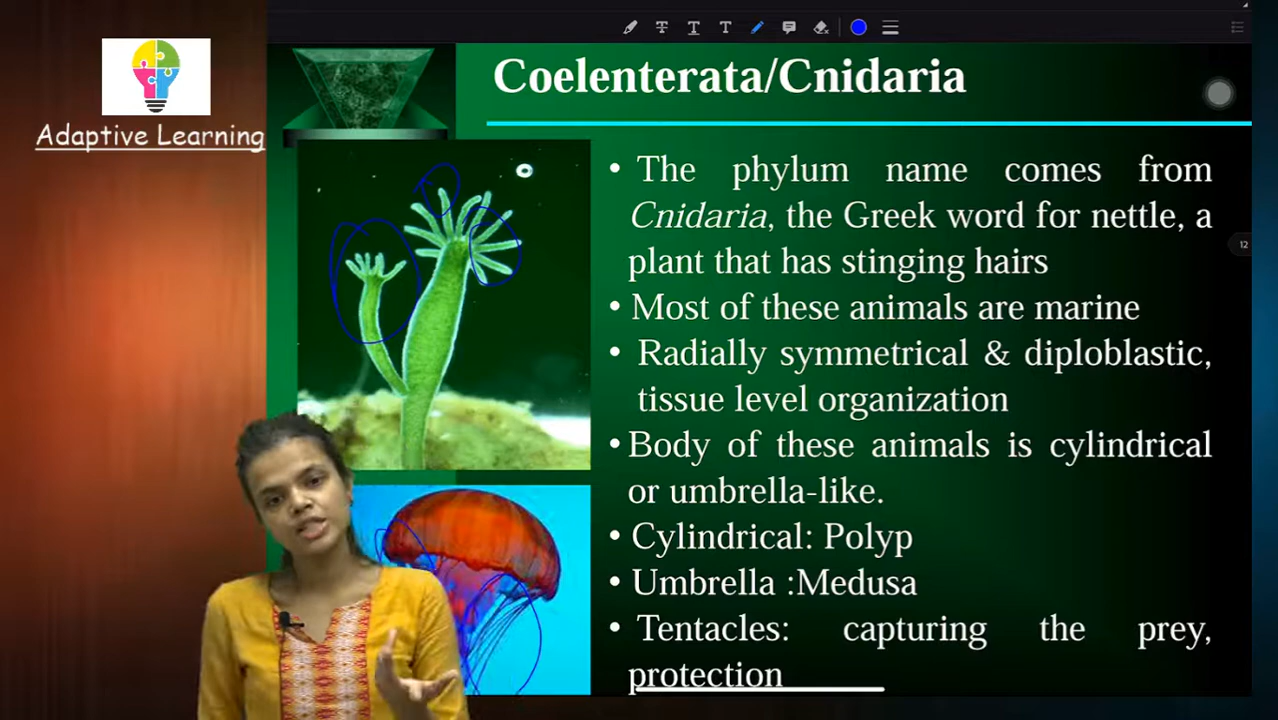 Adaptive Learning
T T T
Coelenterata/Cnidaria
• The phylum name comes from
Cnidaria, the Greek word for nettle, a
plant that has stinging hairs
• Most of these animals are marine
• Radially symmetrical & diploblastic,
tissue level organization
• Body of these animals is cylindrical
or umbrella-like.
• Cylindrical: Polyp
• Umbrella :Medusa
• Tentacles: capturing the prey,
protection
12